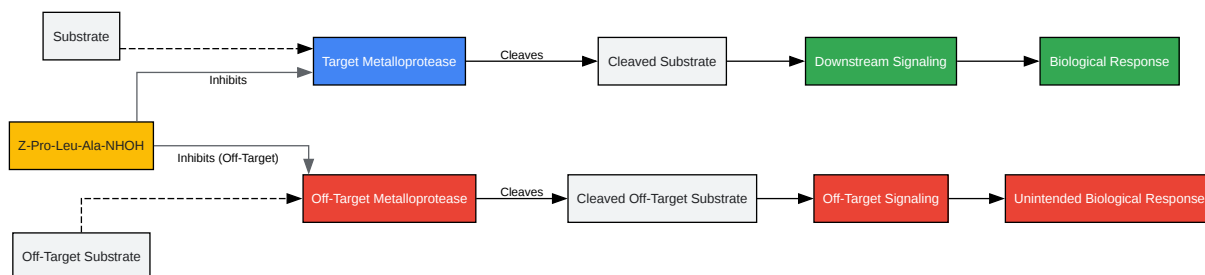 Substrate
Target Metalloprotease
Cleaves
Cleaved Substrate
Downstream Signaling
Biological Response
Inhibits
Z-Pro-Leu-Ala-NHOH
Inhibits (Off-Target)
Off-Target Metalloprotease
Cleaves
Cleaved Off-Target Substrate
Off-Target Signaling
Unintended Biological Response
Off-Target Substrate